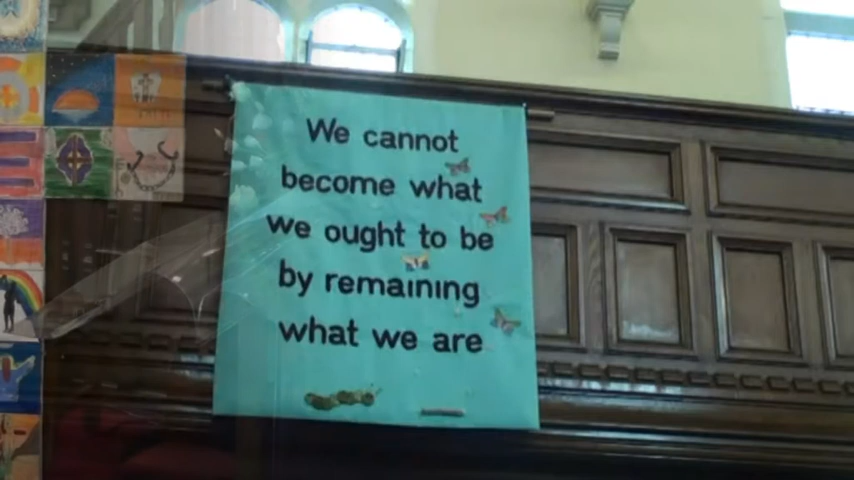 We cannot
become what
we ought to be
by remaining
what we are